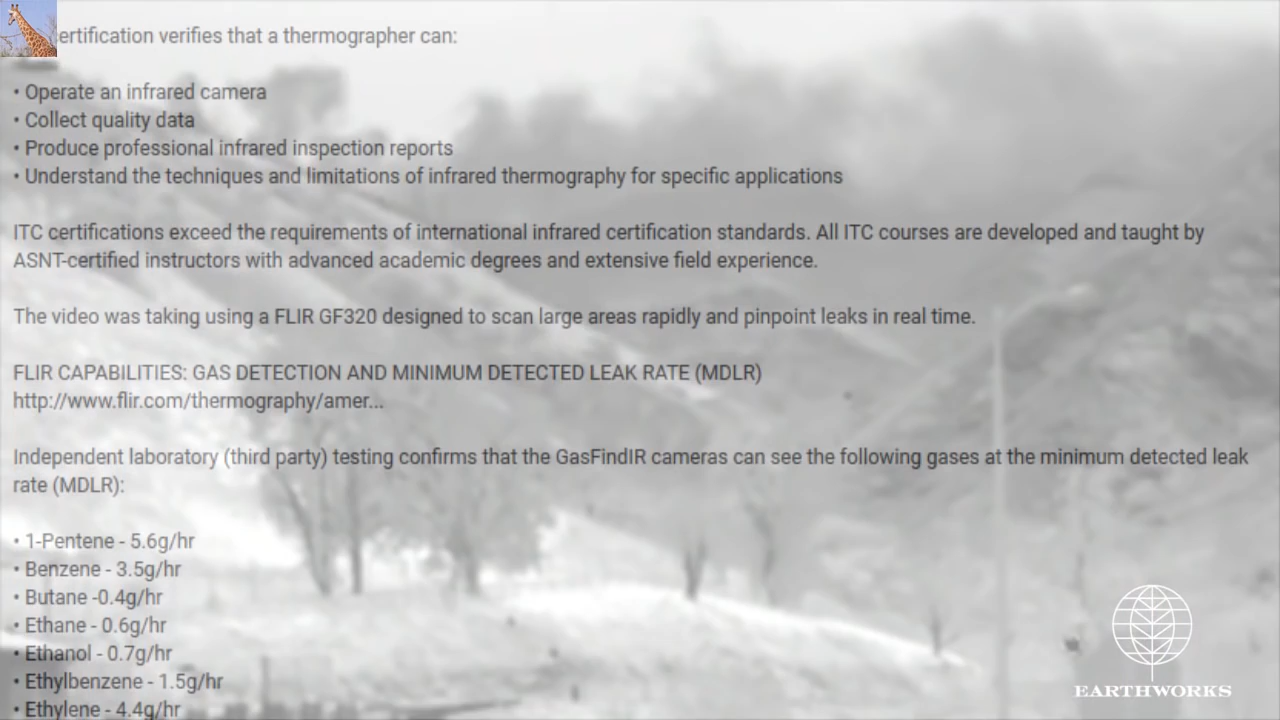 ertification verifies that a thermographer can:
• Operate an infrared camera
• Collect quality data
• Produce professional infrared inspection reports
• Understand the techniques and limitations of infrared thermography for specific applications
ITC certifications exceed the requirements of international infrared certification standards. All ITC courses are developed and taught by
ASNT-certified instructors with advanced academic degrees and extensive field experience.
The video was taking using a FLIR GF320 designed to scan large areas rapidly and pinpoint leaks in real time.
FLIR CAPABILITIES: GAS DETECTION AND MINIMUM DETECTED LEAK RATE (MDLR)
http://www.flir.com/thermography/amer...
Independent laboratory (third party) testing confirms that the GasFindIR cameras can see the following gases at the minimum detected leak
rate (MDLR):
• 1-Pentene - 5.6g/hr
• Benzene - 3.5g/hr
• Butane -0.4g/hr
• Ethane - 0.6g/hr
• Ethanol - 0.7g/hr
• Ethylbenzene - 1.5g/hr
• Ethylene - 4.4g/hr
EARTHWORKS